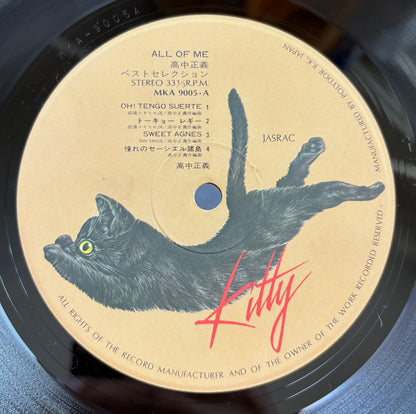 MKA-9005A
ALL OF ME
高中正義
ベストセレクション
STEREO 33⅓R.P.M.
MKA 9005-A
OH! TENGO SUERTE 1
トーキョー レギー 2
SWEET AGNES 3
憧れのセーシェル諸島 4
高中正義
JASRAC
Kitty
MANUFACTURED BY POLYDOR K.K. JAPAN
ALL RIGHTS OF THE RECORD MANUFACTURER AND OF THE OWNER OF THE WORK RECORDED RESERVED